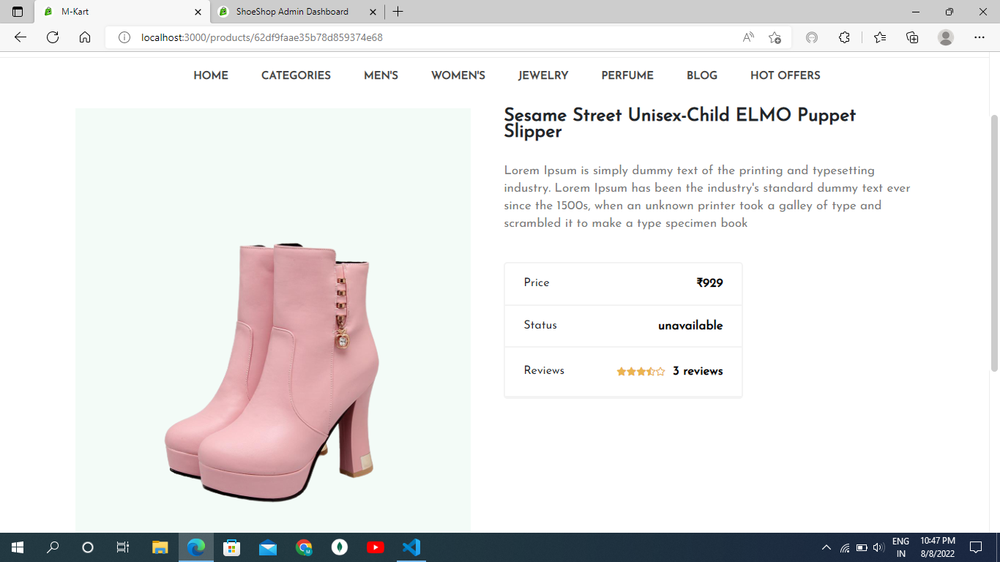 M-Kart
ShoeShop Admin Dashboard
localhost:3000/products/62df9faae35b78d859374e68
HOME CATEGORIES MEN'S WOMEN'S JEWELRY PERFUME BLOG HOT OFFERS
Sesame Street Unisex-Child ELMO Puppet
Slipper
Lorem Ipsum is simply dummy text of the printing and typesetting
industry. Lorem Ipsum has been the industry's standard dummy text ever
since the 1500s, when an unknown printer took a galley of type and
scrambled it to make a type specimen book
Price ₹929
Status unavailable
Reviews 3 reviews
ENG 10:47 PM
IN 8/8/2022